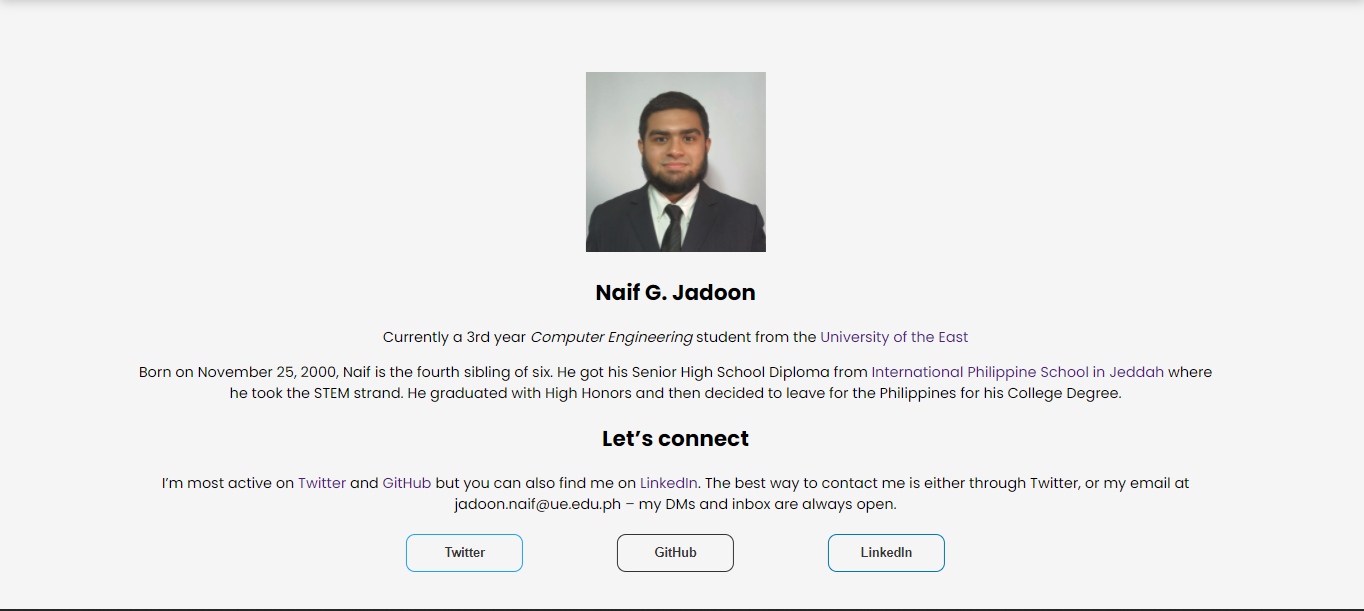 Naif G. Jadoon
Currently a 3rd year Computer Engineering student from the University of the East
Born on November 25, 2000, Naif is the fourth sibling of six. He got his Senior High School Diploma from International Philippine School in Jeddah where
he took the STEM strand. He graduated with High Honors and then decided to leave for the Philippines for his College Degree.
Let’s connect
I’m most active on Twitter and GitHub but you can also find me on LinkedIn. The best way to contact me is either through Twitter, or my email at
jadoon.naif@ue.edu.ph – my DMs and inbox are always open.
Twitter
GitHub
LinkedIn